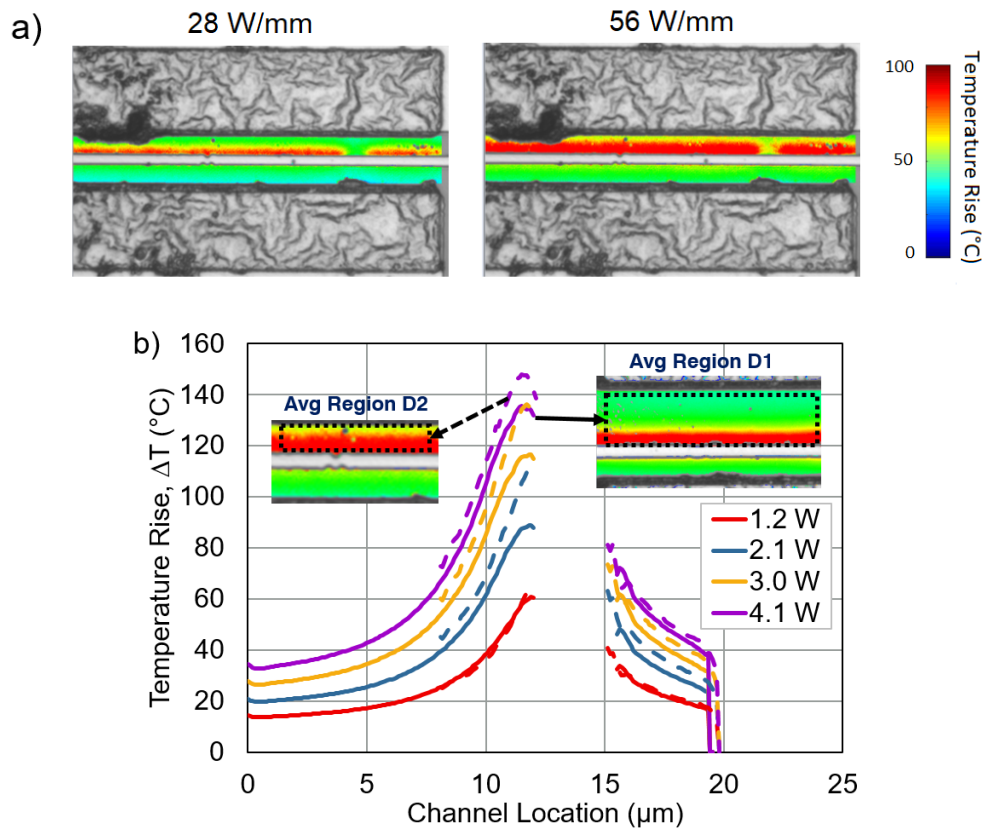 a)
28 W/mm
56 W/mm
100
50
0
Temperature Rise (°C)
b)
Temperature Rise, ΔT (°C)
160
140
120
100
80
60
40
20
0
Avg Region D2
Avg Region D1
1.2 W
2.1 W
3.0 W
4.1 W
0
5
10
15
20
25
Channel Location (µm)